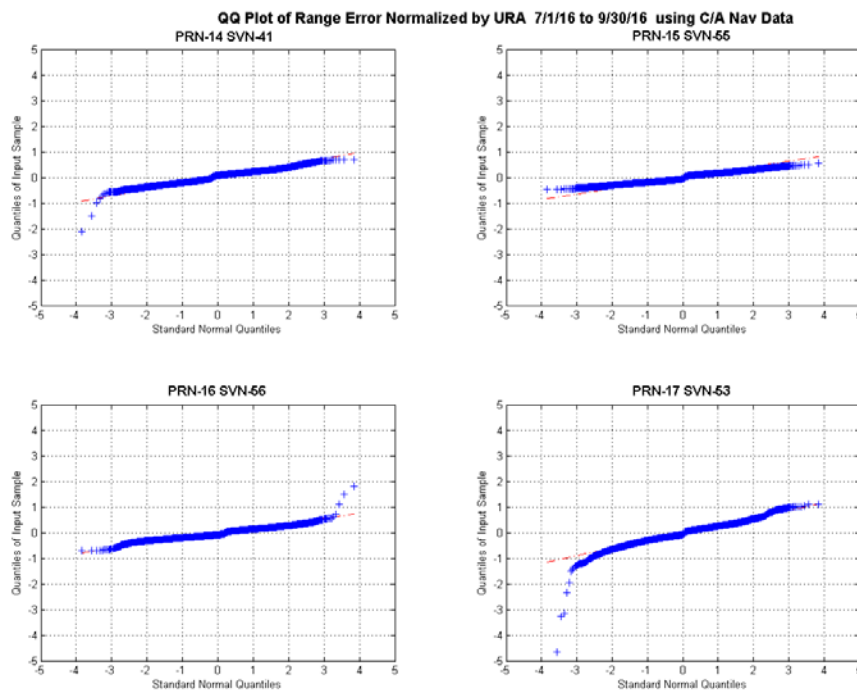 QQ Plot of Range Error Normalized by URA 7/1/16 to 9/30/16 using C/A Nav Data
PRN-14 SVN-41
5
4
3
2
1
0
-1
-2
-3
-4
-5
Quantiles of Input Sample
-5 -4 -3 -2 -1 0 1 2 3 4 5
Standard Normal Quantiles
PRN-15 SVN-55
5
4
3
2
1
0
-1
-2
-3
-4
-5
Quantiles of Input Sample
-5 -4 -3 -2 -1 0 1 2 3 4
Standard Normal Quantiles
PRN-16 SVN-56
5
4
3
2
1
0
-1
-2
-3
-4
-5
Quantiles of Input Sample
-5 -4 -3 -2 -1 0 1 2 3 4 5
Standard Normal Quantiles
PRN-17 SVN-53
5
4
3
2
1
0
-1
-2
-3
-4
-5
Quantiles of Input Sample
-5 -4 -3 -2 -1 0 1 2 3 4
Standard Normal Quantiles